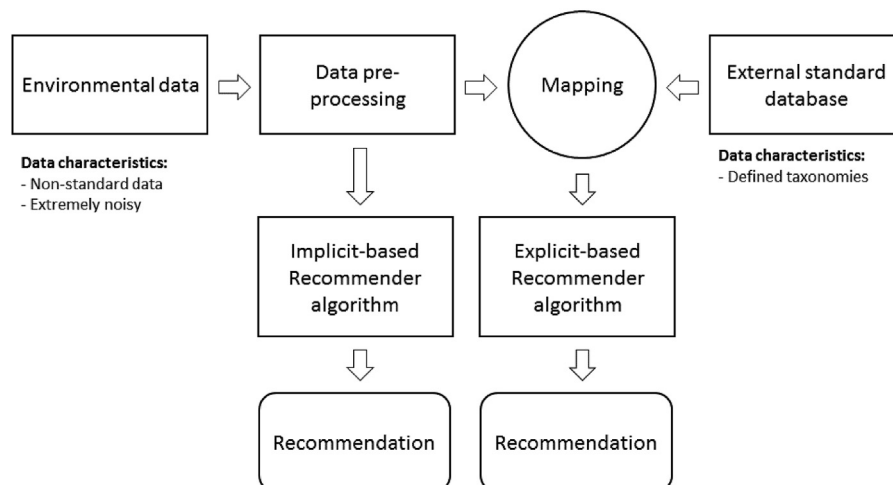 Environmental data
Data pre-
processing
Mapping
External standard
database
Data characteristics:
- Non-standard data
- Extremely noisy
Data characteristics:
- Defined taxonomies
Implicit-based
Recommender
algorithm
Explicit-based
Recommender
algorithm
Recommendation
Recommendation